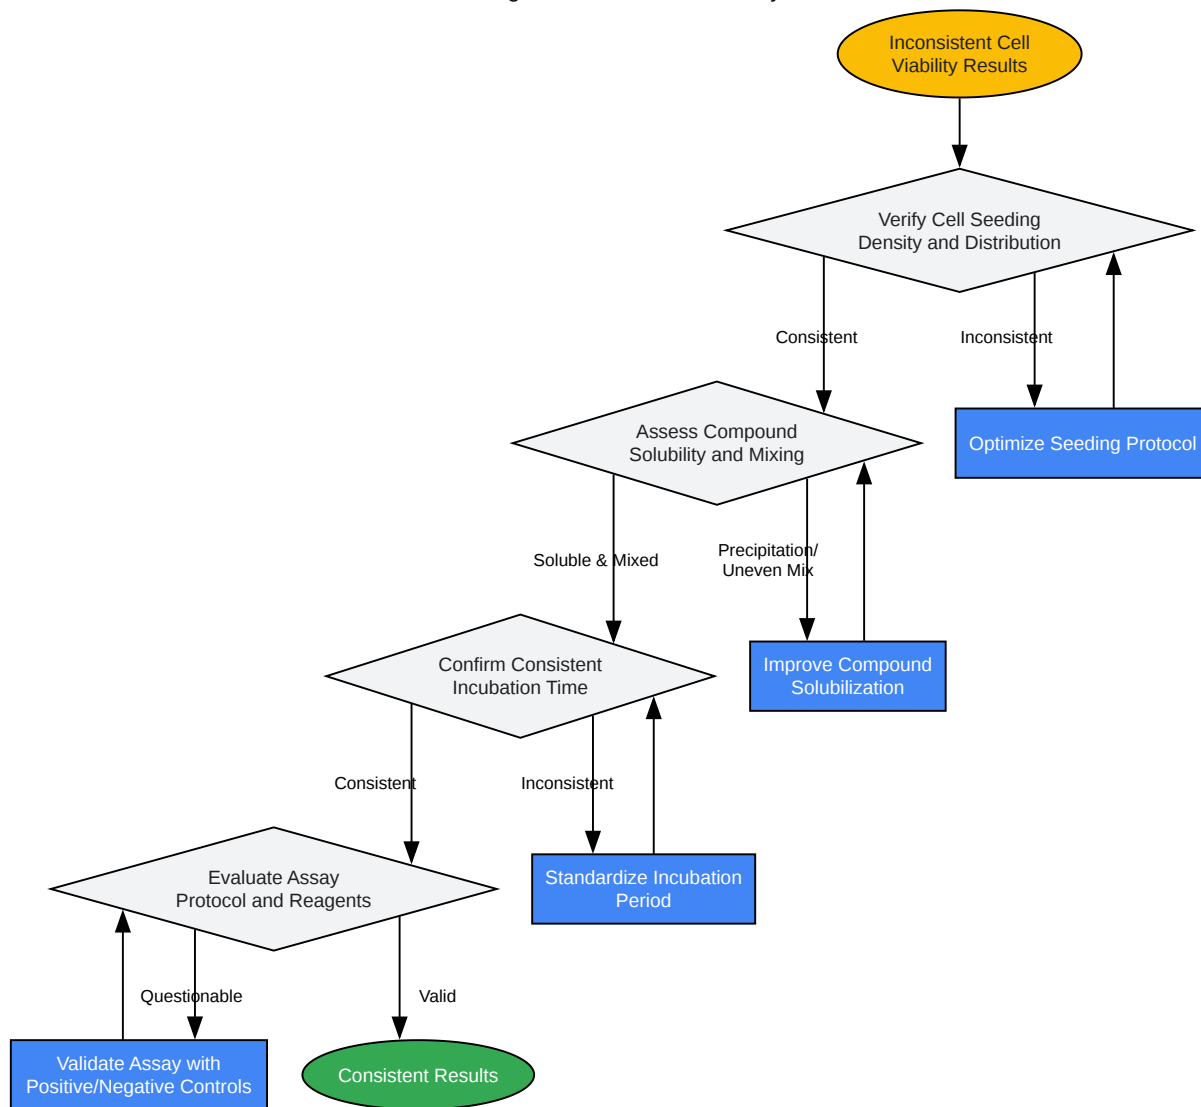 Inconsistent Cell
Viability Results
Verify Cell Seeding
Density and Distribution
Consistent
Inconsistent
Assess Compound
Solubility and Mixing
Optimize Seeding Protocol
Soluble & Mixed
Precipitation/
Uneven Mix
Confirm Consistent
Incubation Time
Improve Compound
Solubilization
Consistent
Inconsistent
Evaluate Assay
Protocol and Reagents
Standardize Incubation
Period
Questionable
Valid
Validate Assay with
Positive/Negative Controls
Consistent Results